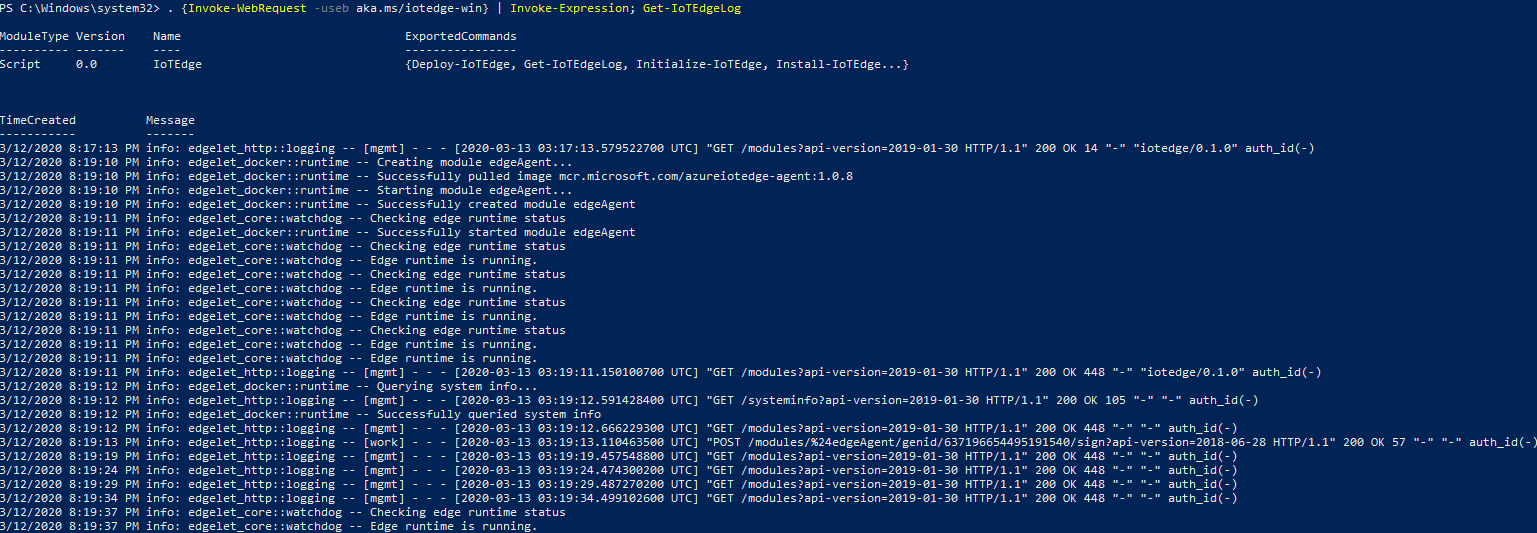 PS C:\Windows\system32> . {Invoke-WebRequest -useb aka.ms/iotedge-win} | Invoke-Expression; Get-IoTEdgeLog
ModuleType Version    Name                                ExportedCommands
---------- -------    ----                                ----------------
Script     0.0        IoTEdge                             {Deploy-IoTEdge, Get-IoTEdgeLog, Initialize-IoTEdge, Install-IoTEdge...}
TimeCreated          Message
-----------          -------
3/12/2020 8:17:13 PM info: edgelet_http::logging -- [mgmt] - - - [2020-03-13 03:17:13.579522700 UTC] "GET /modules?api-version=2019-01-30 HTTP/1.1" 200 OK 14 "-" "iotedge/0.1.0" auth_id(-)
3/12/2020 8:19:10 PM info: edgelet_docker::runtime -- Creating module edgeAgent...
3/12/2020 8:19:10 PM info: edgelet_docker::runtime -- Successfully pulled image mcr.microsoft.com/azureiotedge-agent:1.0.8
3/12/2020 8:19:10 PM info: edgelet_docker::runtime -- Starting module edgeAgent...
3/12/2020 8:19:10 PM info: edgelet_docker::runtime -- Successfully created module edgeAgent
3/12/2020 8:19:11 PM info: edgelet_core::watchdog -- Checking edge runtime status
3/12/2020 8:19:11 PM info: edgelet_docker::runtime -- Successfully started module edgeAgent
3/12/2020 8:19:11 PM info: edgelet_core::watchdog -- Checking edge runtime status
3/12/2020 8:19:11 PM info: edgelet_core::watchdog -- Edge runtime is running.
3/12/2020 8:19:11 PM info: edgelet_core::watchdog -- Checking edge runtime status
3/12/2020 8:19:11 PM info: edgelet_core::watchdog -- Edge runtime is running.
3/12/2020 8:19:11 PM info: edgelet_core::watchdog -- Checking edge runtime status
3/12/2020 8:19:11 PM info: edgelet_core::watchdog -- Edge runtime is running.
3/12/2020 8:19:11 PM info: edgelet_core::watchdog -- Checking edge runtime status
3/12/2020 8:19:11 PM info: edgelet_core::watchdog -- Edge runtime is running.
3/12/2020 8:19:11 PM info: edgelet_core::watchdog -- Edge runtime is running.
3/12/2020 8:19:11 PM info: edgelet_http::logging -- [mgmt] - - - [2020-03-13 03:19:11.150100700 UTC] "GET /modules?api-version=2019-01-30 HTTP/1.1" 200 OK 448 "-" "iotedge/0.1.0" auth_id(-)
3/12/2020 8:19:12 PM info: edgelet_docker::runtime -- Querying system info...
3/12/2020 8:19:12 PM info: edgelet_http::logging -- [mgmt] - - - [2020-03-13 03:19:12.591428400 UTC] "GET /systeminfo?api-version=2019-01-30 HTTP/1.1" 200 OK 105 "-" "-" auth_id(-)
3/12/2020 8:19:12 PM info: edgelet_docker::runtime -- Successfully queried system info
3/12/2020 8:19:12 PM info: edgelet_http::logging -- [mgmt] - - - [2020-03-13 03:19:12.666229300 UTC] "GET /modules?api-version=2019-01-30 HTTP/1.1" 200 OK 448 "-" "-" auth_id(-)
3/12/2020 8:19:13 PM info: edgelet_http::logging -- [work] - - - [2020-03-13 03:19:13.110463500 UTC] "POST /modules/%24edgeAgent/genid/637196654495191540/sign?api-version=2018-06-28 HTTP/1.1" 200 OK 57 "-" "-" auth_id(-)
3/12/2020 8:19:19 PM info: edgelet_http::logging -- [mgmt] - - - [2020-03-13 03:19:19.457548800 UTC] "GET /modules?api-version=2019-01-30 HTTP/1.1" 200 OK 448 "-" "-" auth_id(-)
3/12/2020 8:19:24 PM info: edgelet_http::logging -- [mgmt] - - - [2020-03-13 03:19:24.474300200 UTC] "GET /modules?api-version=2019-01-30 HTTP/1.1" 200 OK 448 "-" "-" auth_id(-)
3/12/2020 8:19:29 PM info: edgelet_http::logging -- [mgmt] - - - [2020-03-13 03:19:29.487270200 UTC] "GET /modules?api-version=2019-01-30 HTTP/1.1" 200 OK 448 "-" "-" auth_id(-)
3/12/2020 8:19:34 PM info: edgelet_http::logging -- [mgmt] - - - [2020-03-13 03:19:34.499102600 UTC] "GET /modules?api-version=2019-01-30 HTTP/1.1" 200 OK 448 "-" "-" auth_id(-)
3/12/2020 8:19:37 PM info: edgelet_core::watchdog -- Checking edge runtime status
3/12/2020 8:19:37 PM info: edgelet_core::watchdog -- Edge runtime is running.